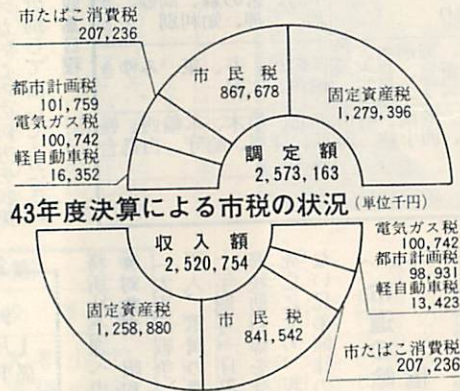 市たばこ消費税
207,236
市民税
867,678
固定資産税
1,279,396
都市計画税
101,759
電気ガス税
100,742
軽自動車税
16,352
調定額
2,573,163
43年度決算による市税の状況(単位千円)
収入額
2,520,754
電気ガス税
100,742
都市計画税
98,931
軽自動車税
13,423
固定資産税
1,258,880
市民税
841,542
市たばこ消費税
207,236